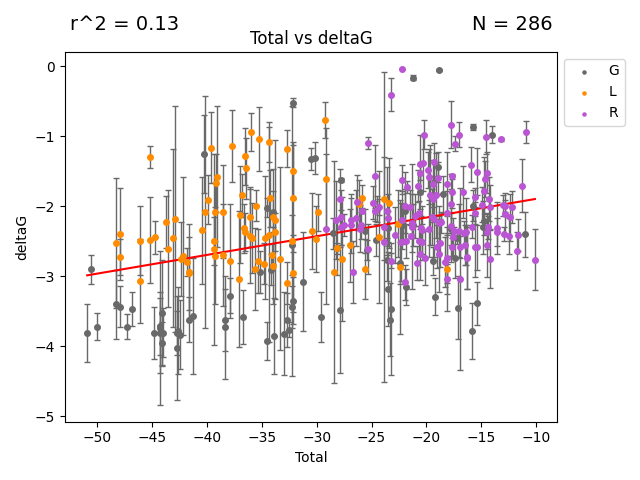 r^2 = 0.13
N = 286
Total vs deltaG
G
L
R
0
−1
−2
−3
−4
−5
deltaG
−50 −45 −40 −35 −30 −25 −20 −15 −10
Total